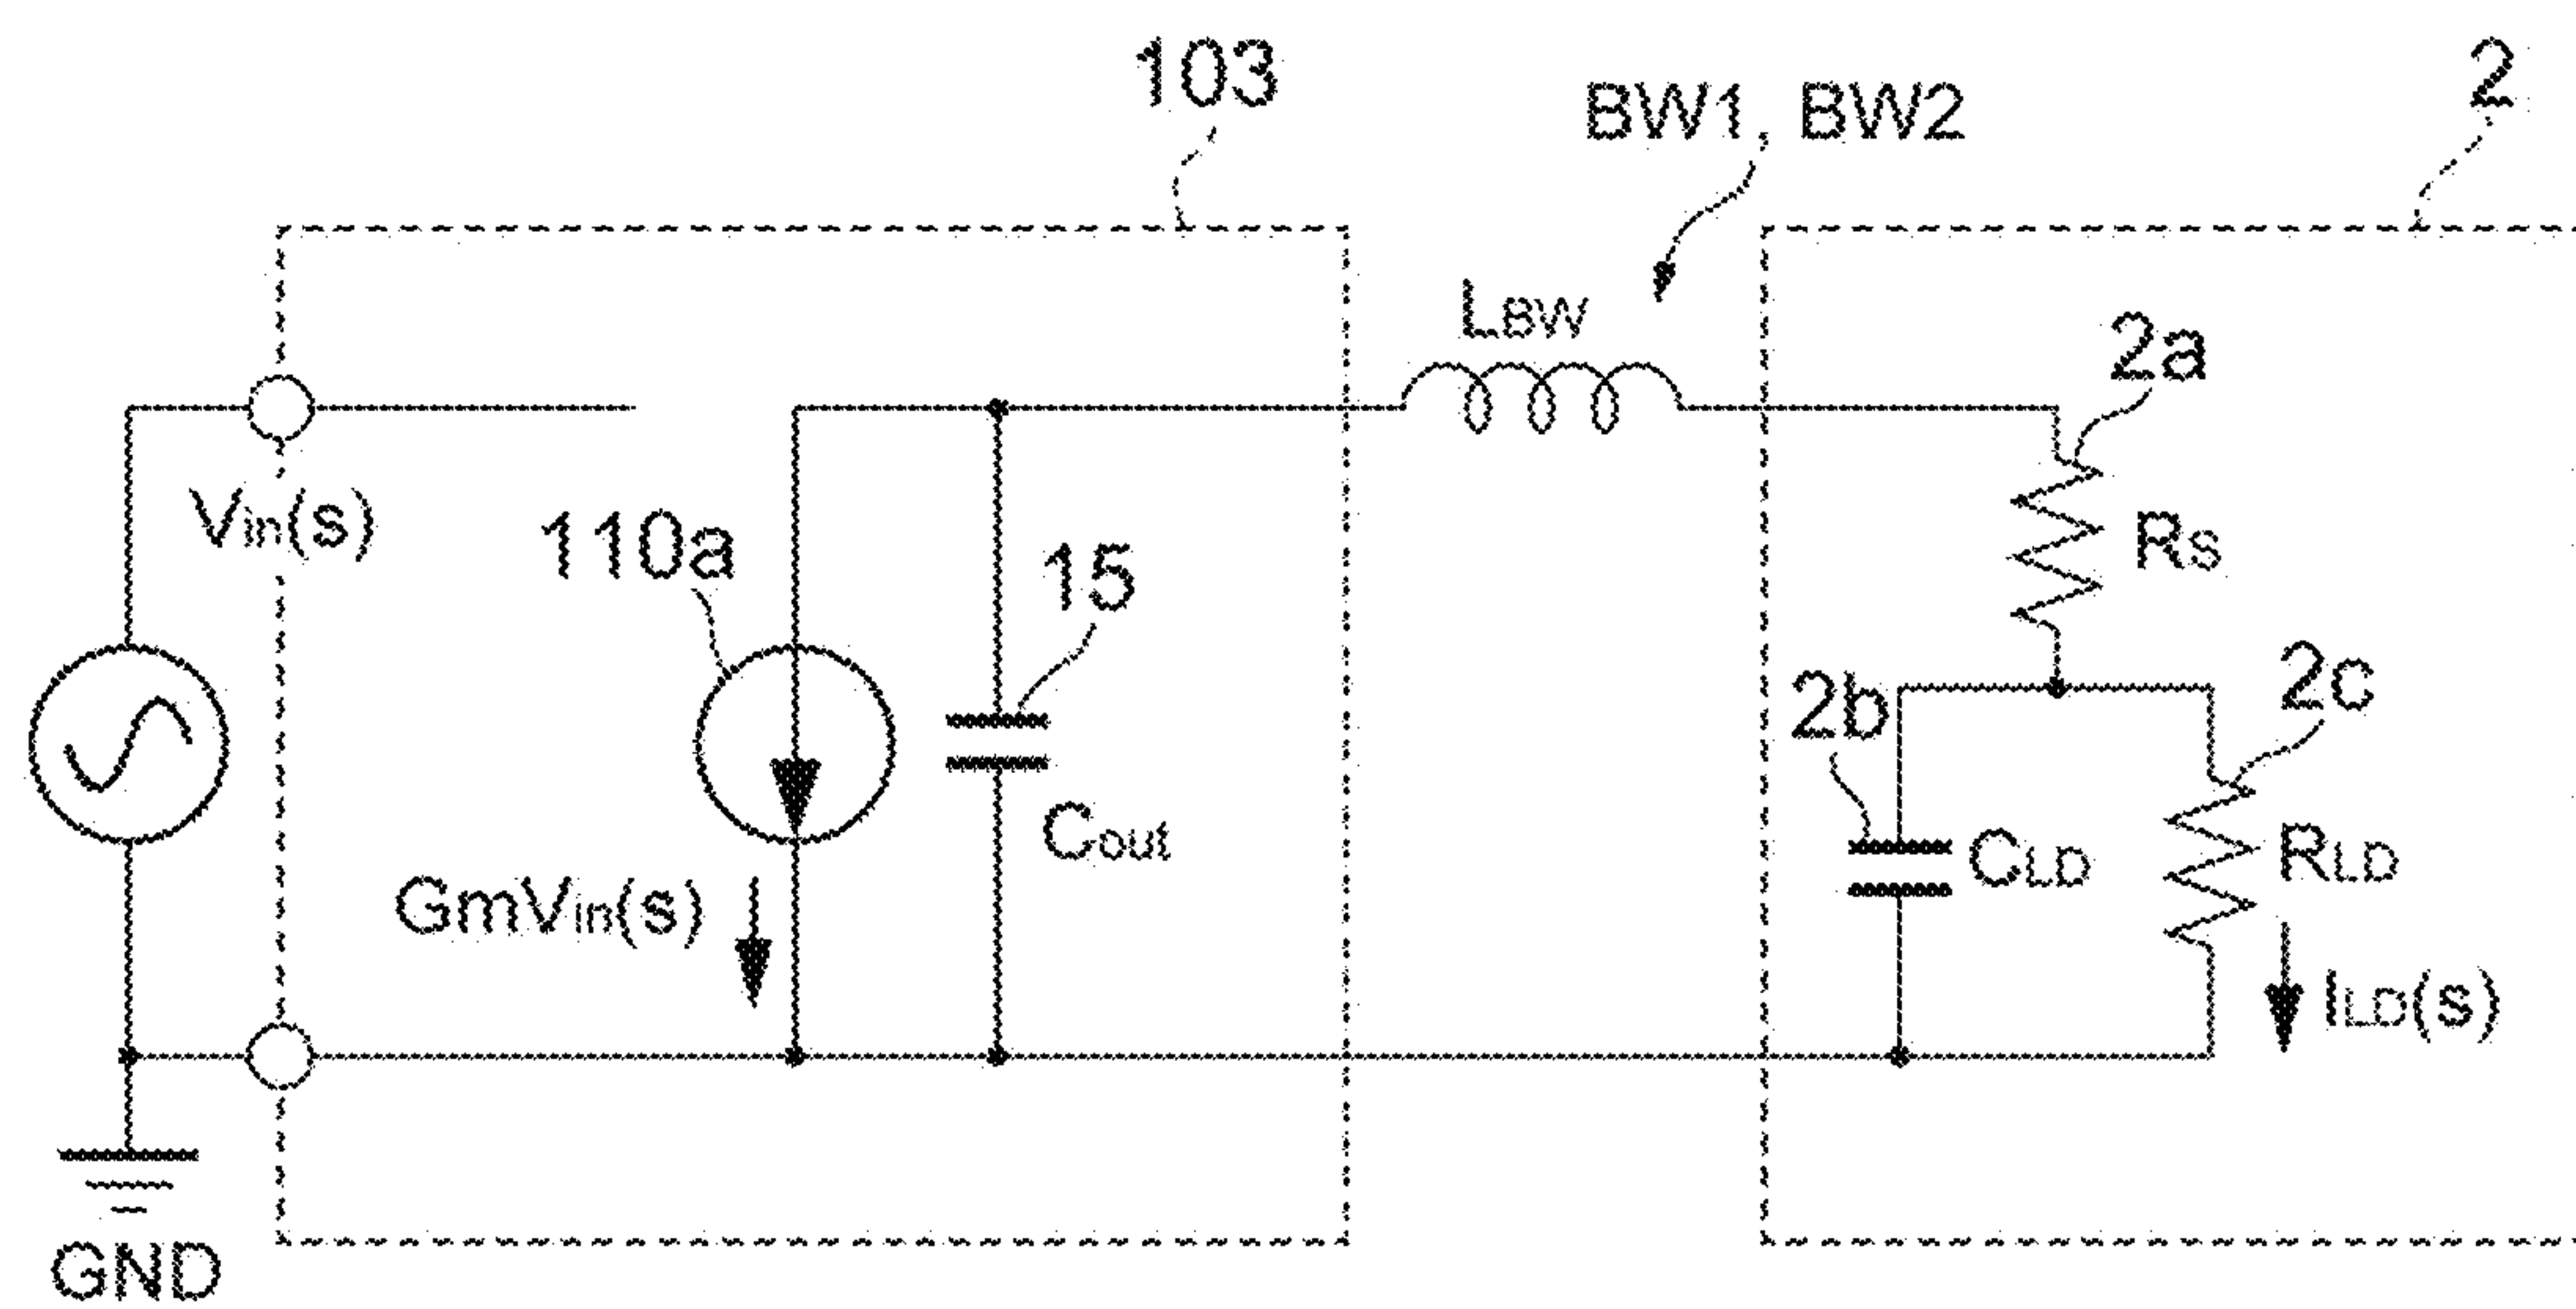 103
BW1, BW2
2
LBW
2a
Vin(s)
110a
15
RS
2b
2c
Cout
CLD
RLD
GmVin(s)
ILD(s)
GND